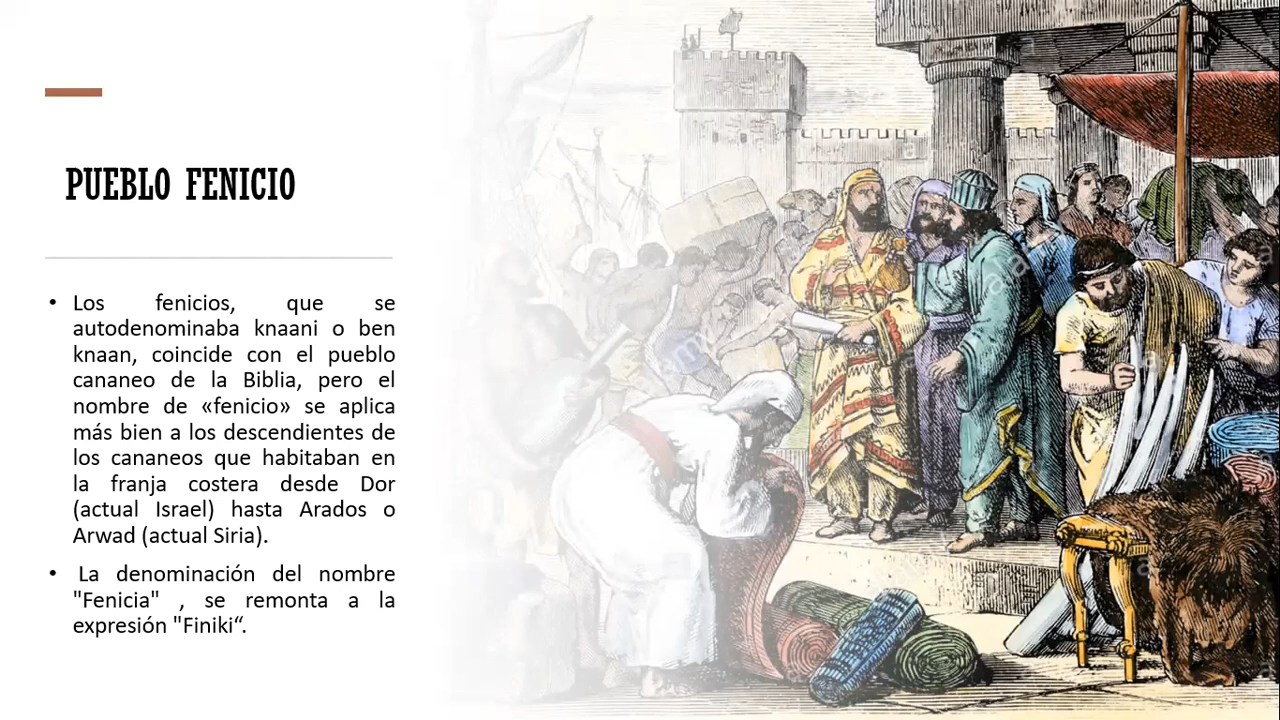 PUEBLO FENICIO
• Los fenicios, que se
autodenominaba knaani o ben
knaan, coincide con el pueblo
cananeo de la Biblia, pero el
nombre de «fenicio» se aplica
más bien a los descendientes de
los cananeos que habitaban en
la franja costera desde Dor
(actual Israel) hasta Arados o
Arwad (actual Siria).
• La denominación del nombre
"Fenicia" , se remonta a la
expresión "Finiki“.